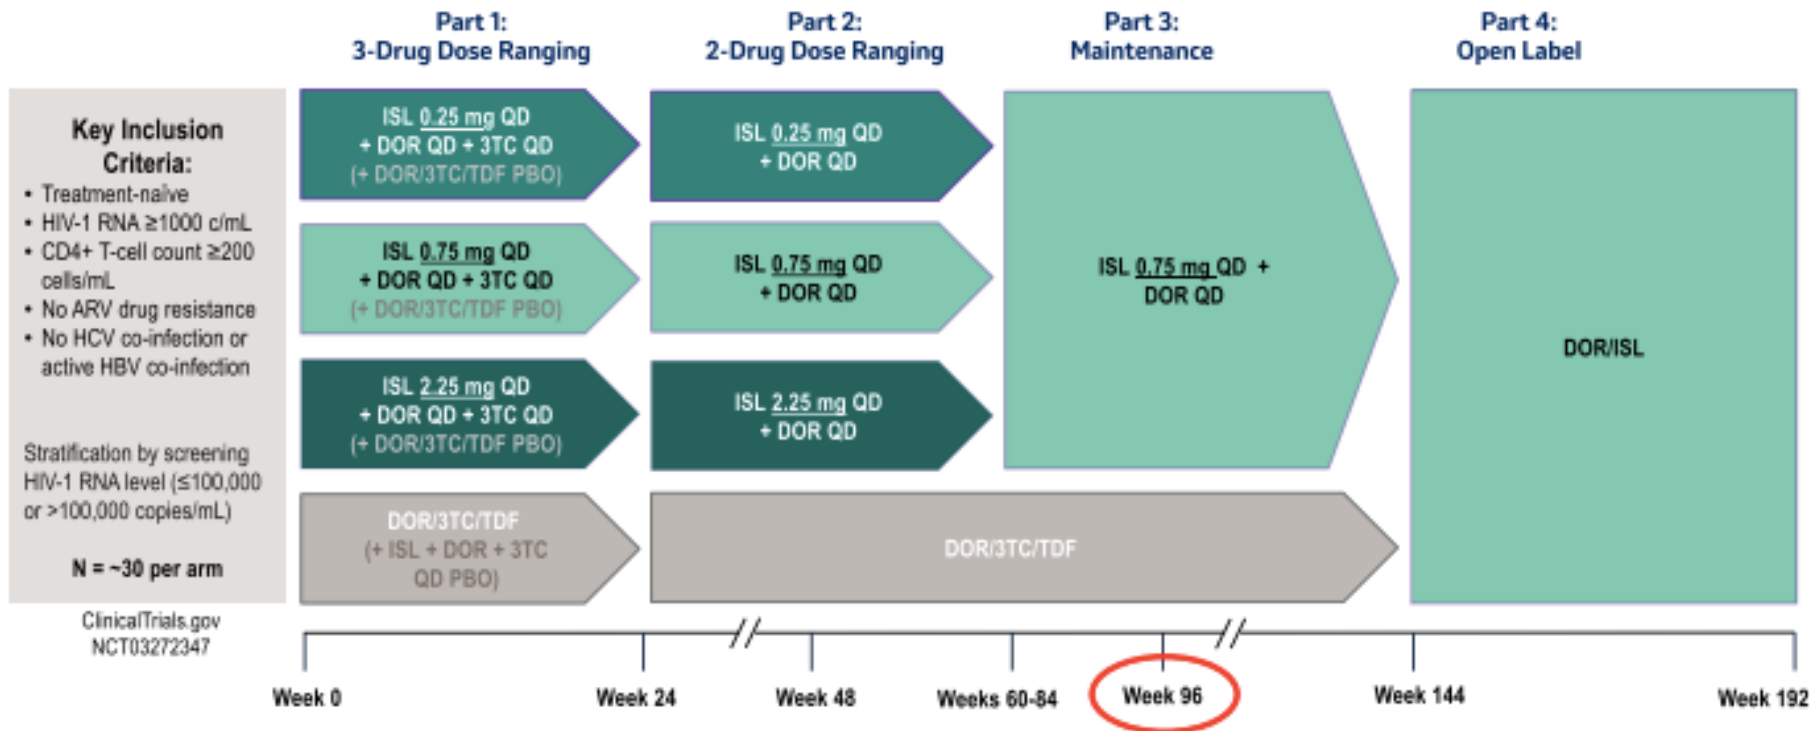 Part 1:
3-Drug Dose Ranging
Part 2:
2-Drug Dose Ranging
Part 3:
Maintenance
Part 4:
Open Label
Key Inclusion
Criteria:
• Treatment-naïve
• HIV-1 RNA ≥1000 c/mL
• CD4+ T-cell count ≥200
cells/mL
• No ARV drug resistance
• No HCV co-infection or
active HBV co-infection
Stratification by screening
HIV-1 RNA level (≤100,000
or >100,000 copies/mL)
N = ~30 per arm
ClinicalTrials.gov
NCT03272347
ISL 0.25 mg QD
+ DOR QD + 3TC QD
(+ DOR/3TC/TDF PBO)
ISL 0.25 mg QD
+ DOR QD
ISL 0.75 mg QD
+ DOR QD + 3TC QD
(+ DOR/3TC/TDF PBO)
ISL 0.75 mg QD
+ DOR QD
ISL 2.25 mg QD
+ DOR QD + 3TC QD
(+ DOR/3TC/TDF PBO)
ISL 2.25 mg QD
+ DOR QD
ISL 0.75 mg QD +
DOR QD
DOR/ISL
DOR/3TC/TDF
(+ ISL + DOR + 3TC
QD PBO)
DOR/3TC/TDF
Week 0
Week 24
Week 48
Weeks 60-84
Week 96
Week 144
Week 192